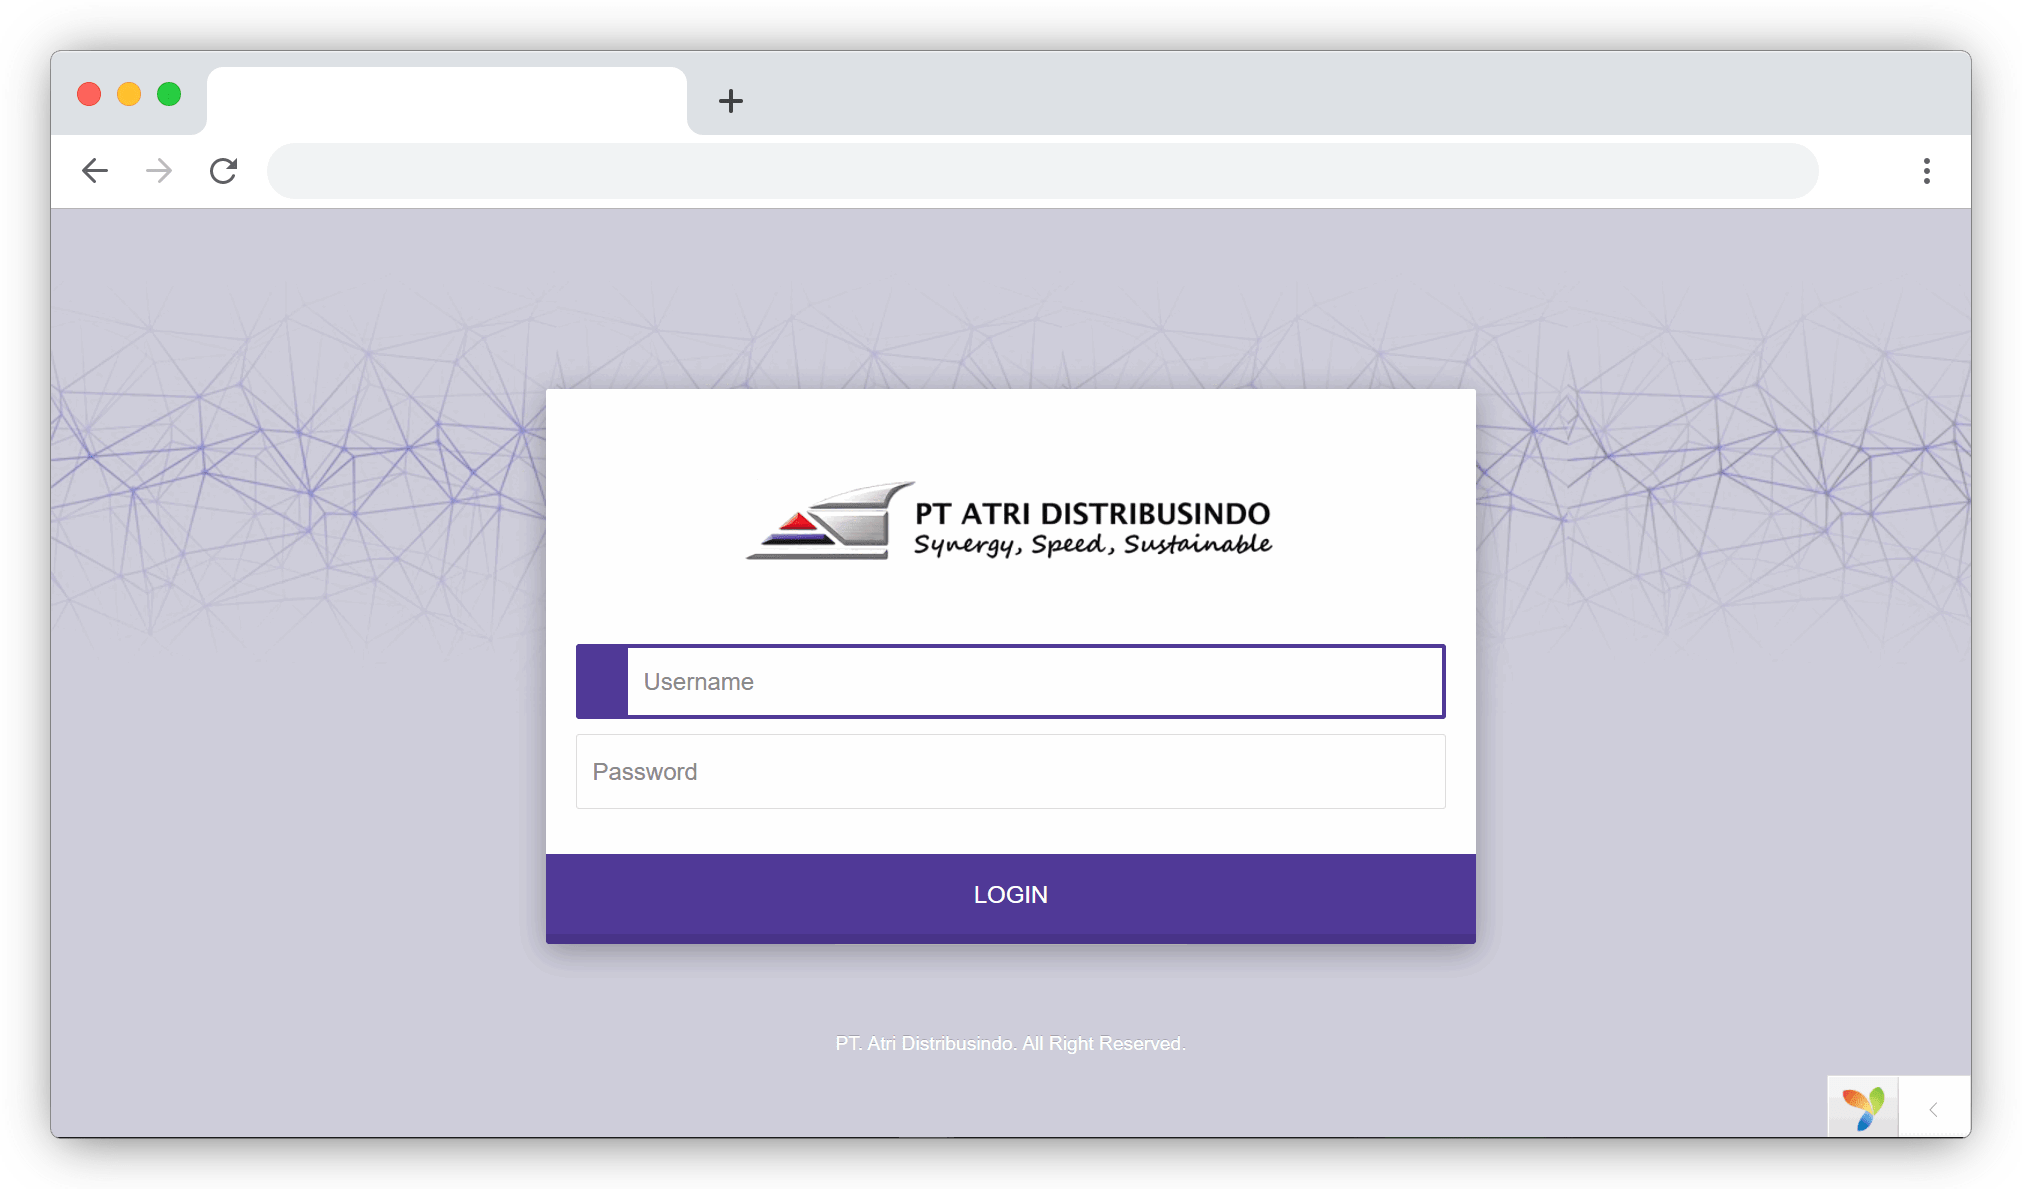 PT ATRI DISTRIBUSINDO
Synergy, Speed, Sustainable
Username
Password
LOGIN
PT. Atri Distribusindo. All Right Reserved.